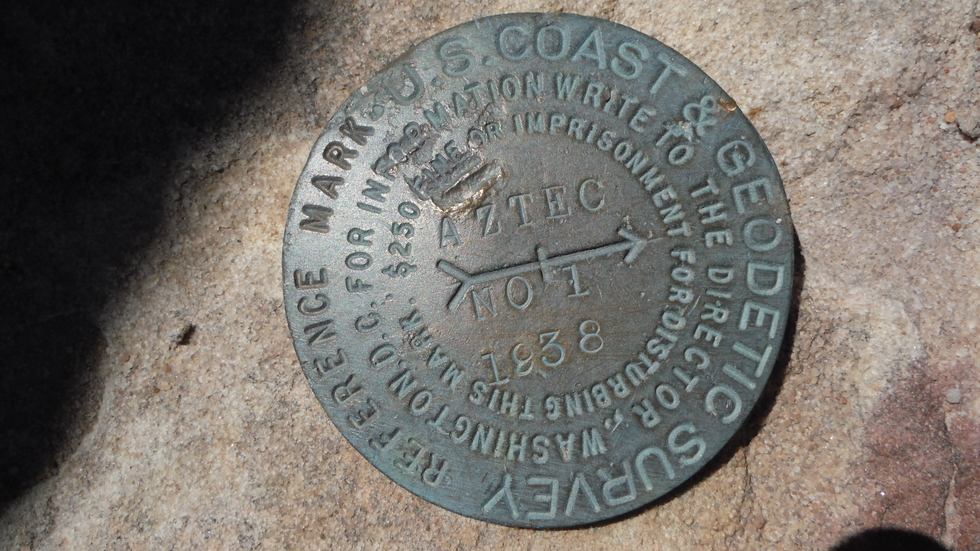 U.S. COAST & GEODETIC SURVEY
REFERENCE MARK
FOR INFORMATION WRITE TO THE DIRECTOR, WASHINGTON, D.C.
$250 FINE OR IMPRISONMENT FOR DISTURBING THIS MARK.
AZTEC
NO 1
1938